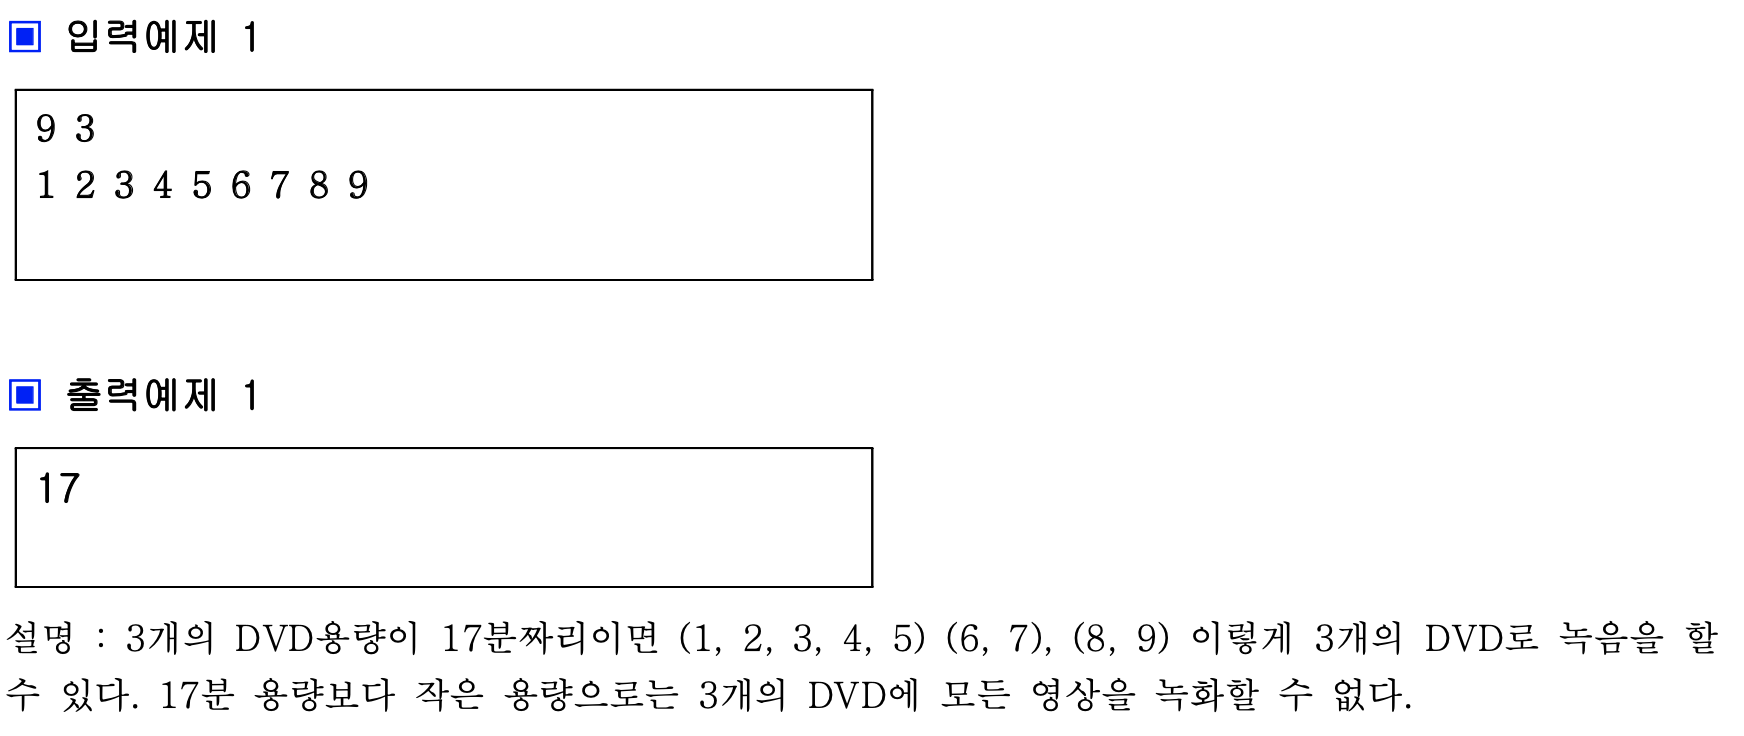 ▣ 입력예제 1
9 3
1 2 3 4 5 6 7 8 9
▣ 출력예제 1
17
설명 : 3개의 DVD용량이 17분짜리이면 (1, 2, 3, 4, 5) (6, 7), (8, 9) 이렇게 3개의 DVD로 녹음을 할
수 있다. 17분 용량보다 작은 용량으로는 3개의 DVD에 모든 영상을 녹화할 수 없다.